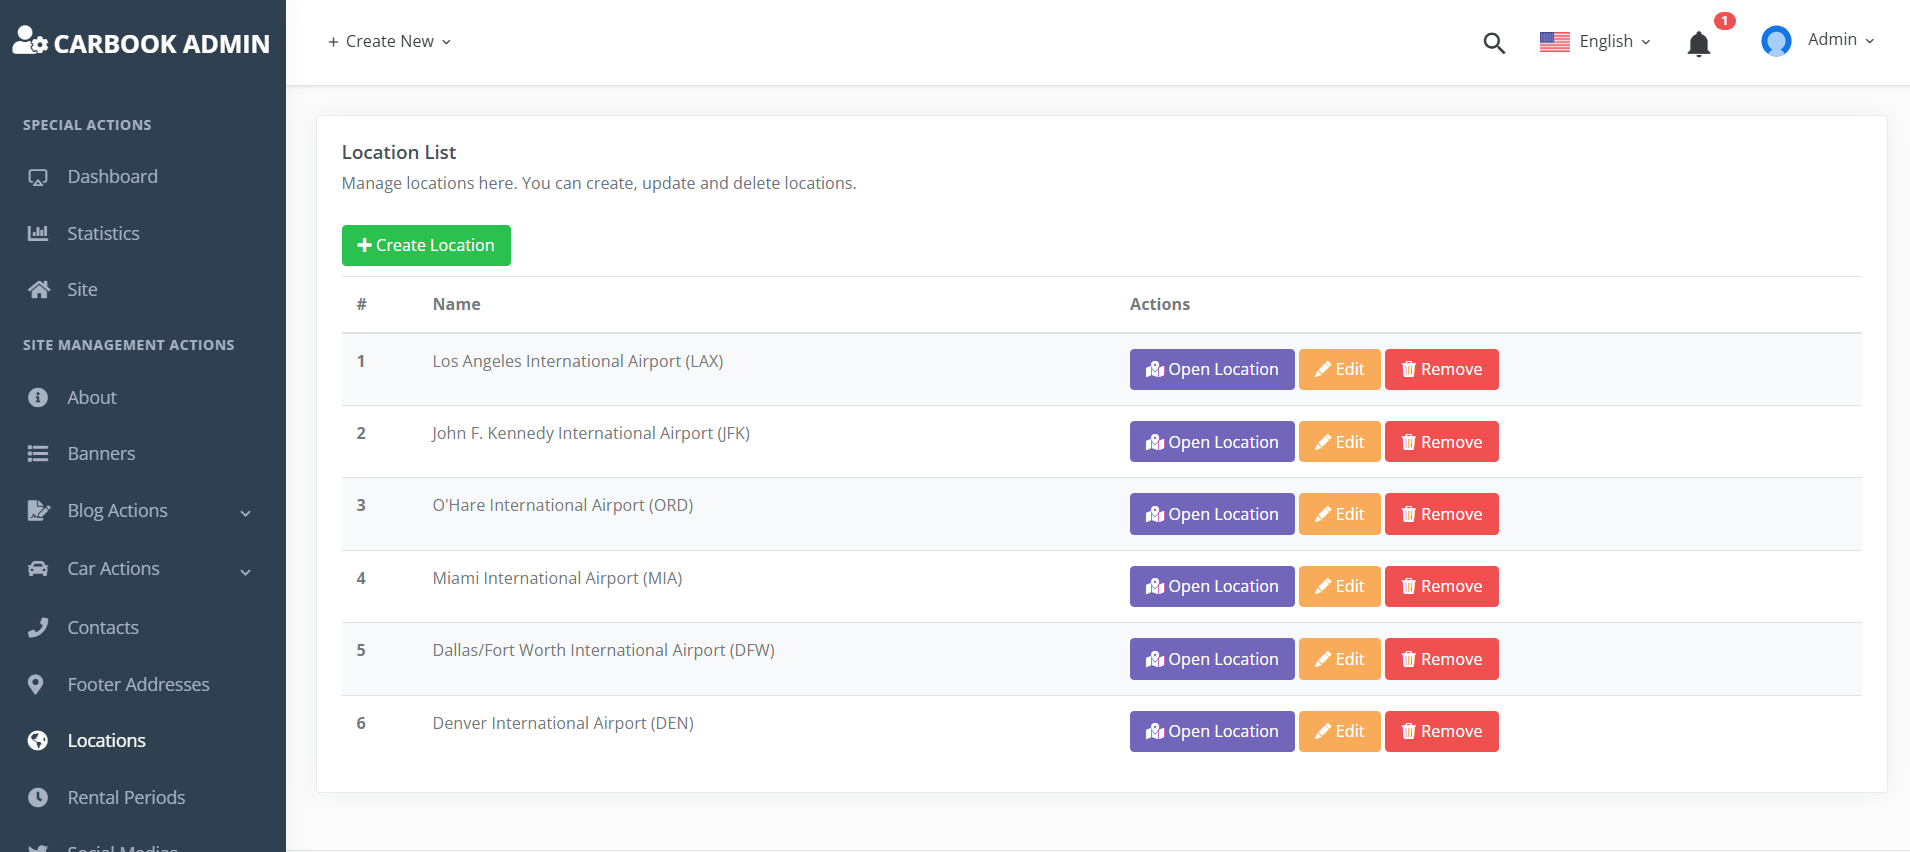 CARBOOK ADMIN
+ Create New
English
1
Admin
SPECIAL ACTIONS
Dashboard
Statistics
Site
SITE MANAGEMENT ACTIONS
About
Banners
Blog Actions
Car Actions
Contacts
Footer Addresses
Locations
Rental Periods
Social Medias
Location List
Manage locations here. You can create, update and delete locations.
Create Location
# Name Actions
1 Los Angeles International Airport (LAX) Open Location Edit Remove
2 John F. Kennedy International Airport (JFK) Open Location Edit Remove
3 O'Hare International Airport (ORD) Open Location Edit Remove
4 Miami International Airport (MIA) Open Location Edit Remove
5 Dallas/Fort Worth International Airport (DFW) Open Location Edit Remove
6 Denver International Airport (DEN) Open Location Edit Remove